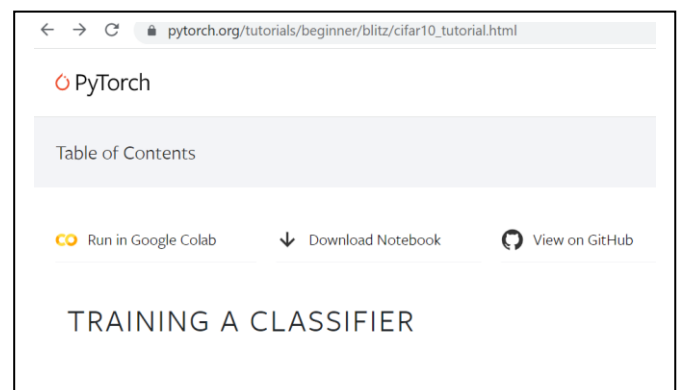 pytorch.org/tutorials/beginner/blitz/cifar10_tutorial.html
PyTorch
Table of Contents
Run in Google Colab Download Notebook View on GitHub
TRAINING A CLASSIFIER